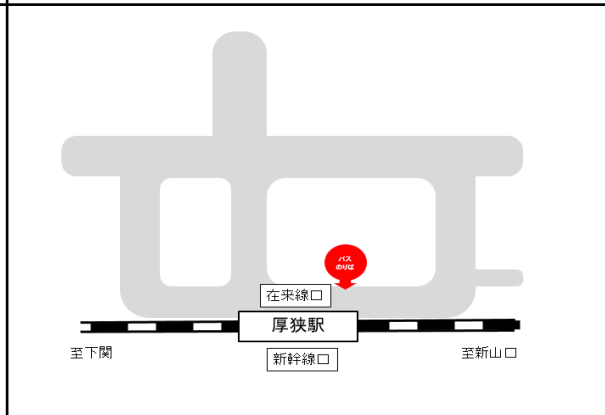 バス
のりば
在来線口
厚狭駅
至下関
新幹線口
至新山口